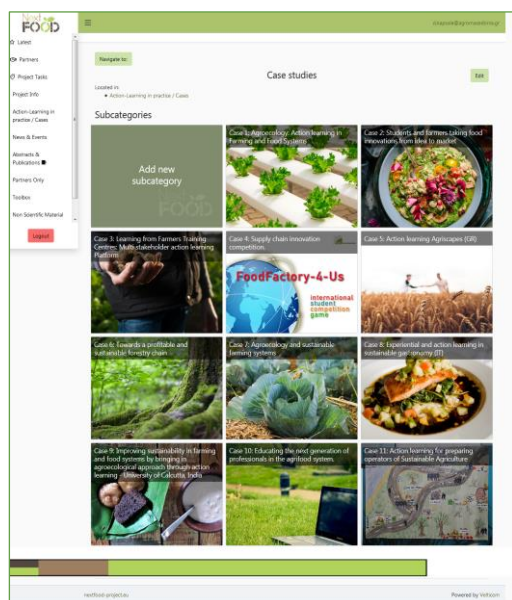 Next
FOOD
☰
Latest
Partners
Project Tasks
Project Info
Action-Learning in
practice / Cases
News & Events
Abstracts &
Publications
Partners Only
Toolbox
Non Scientific Material
Logout
Navigate to:
Case studies
Edit
Located in:
Action-Learning in practice / Cases
Subcategories
Add new
subcategory
FOOD
Case 1: Agroecology: Action learning in
Farming and Food Systems
Case 2: Students and farmers taking food
innovations from idea to market
Case 3: Learning from Farmers Training
Centres: Multi-stakeholder action learning
Platform
Case 4: Supply chain innovation
competition.
FoodFactory-4-Us
international
student
competition
game
Case 5: Action learning Agriscapes (GR)
Case 6: Towards a profitable and
sustainable forestry chain
Case 7: Agroecology and sustainable
farming systems
Case 8: Experiential and action learning in
sustainable gastronomy (IT)
Case 9: Improving sustainability in farming
and food systems by bringing in
agroecological approach through action
learning –University of Calcutta, India
Case 10: Educating the next generation of
professionals in the agrifood system.
Case 11: Action learning for preparing
operators of Sustainable Agriculture
nextfood-project.eu
Powered by Velticom